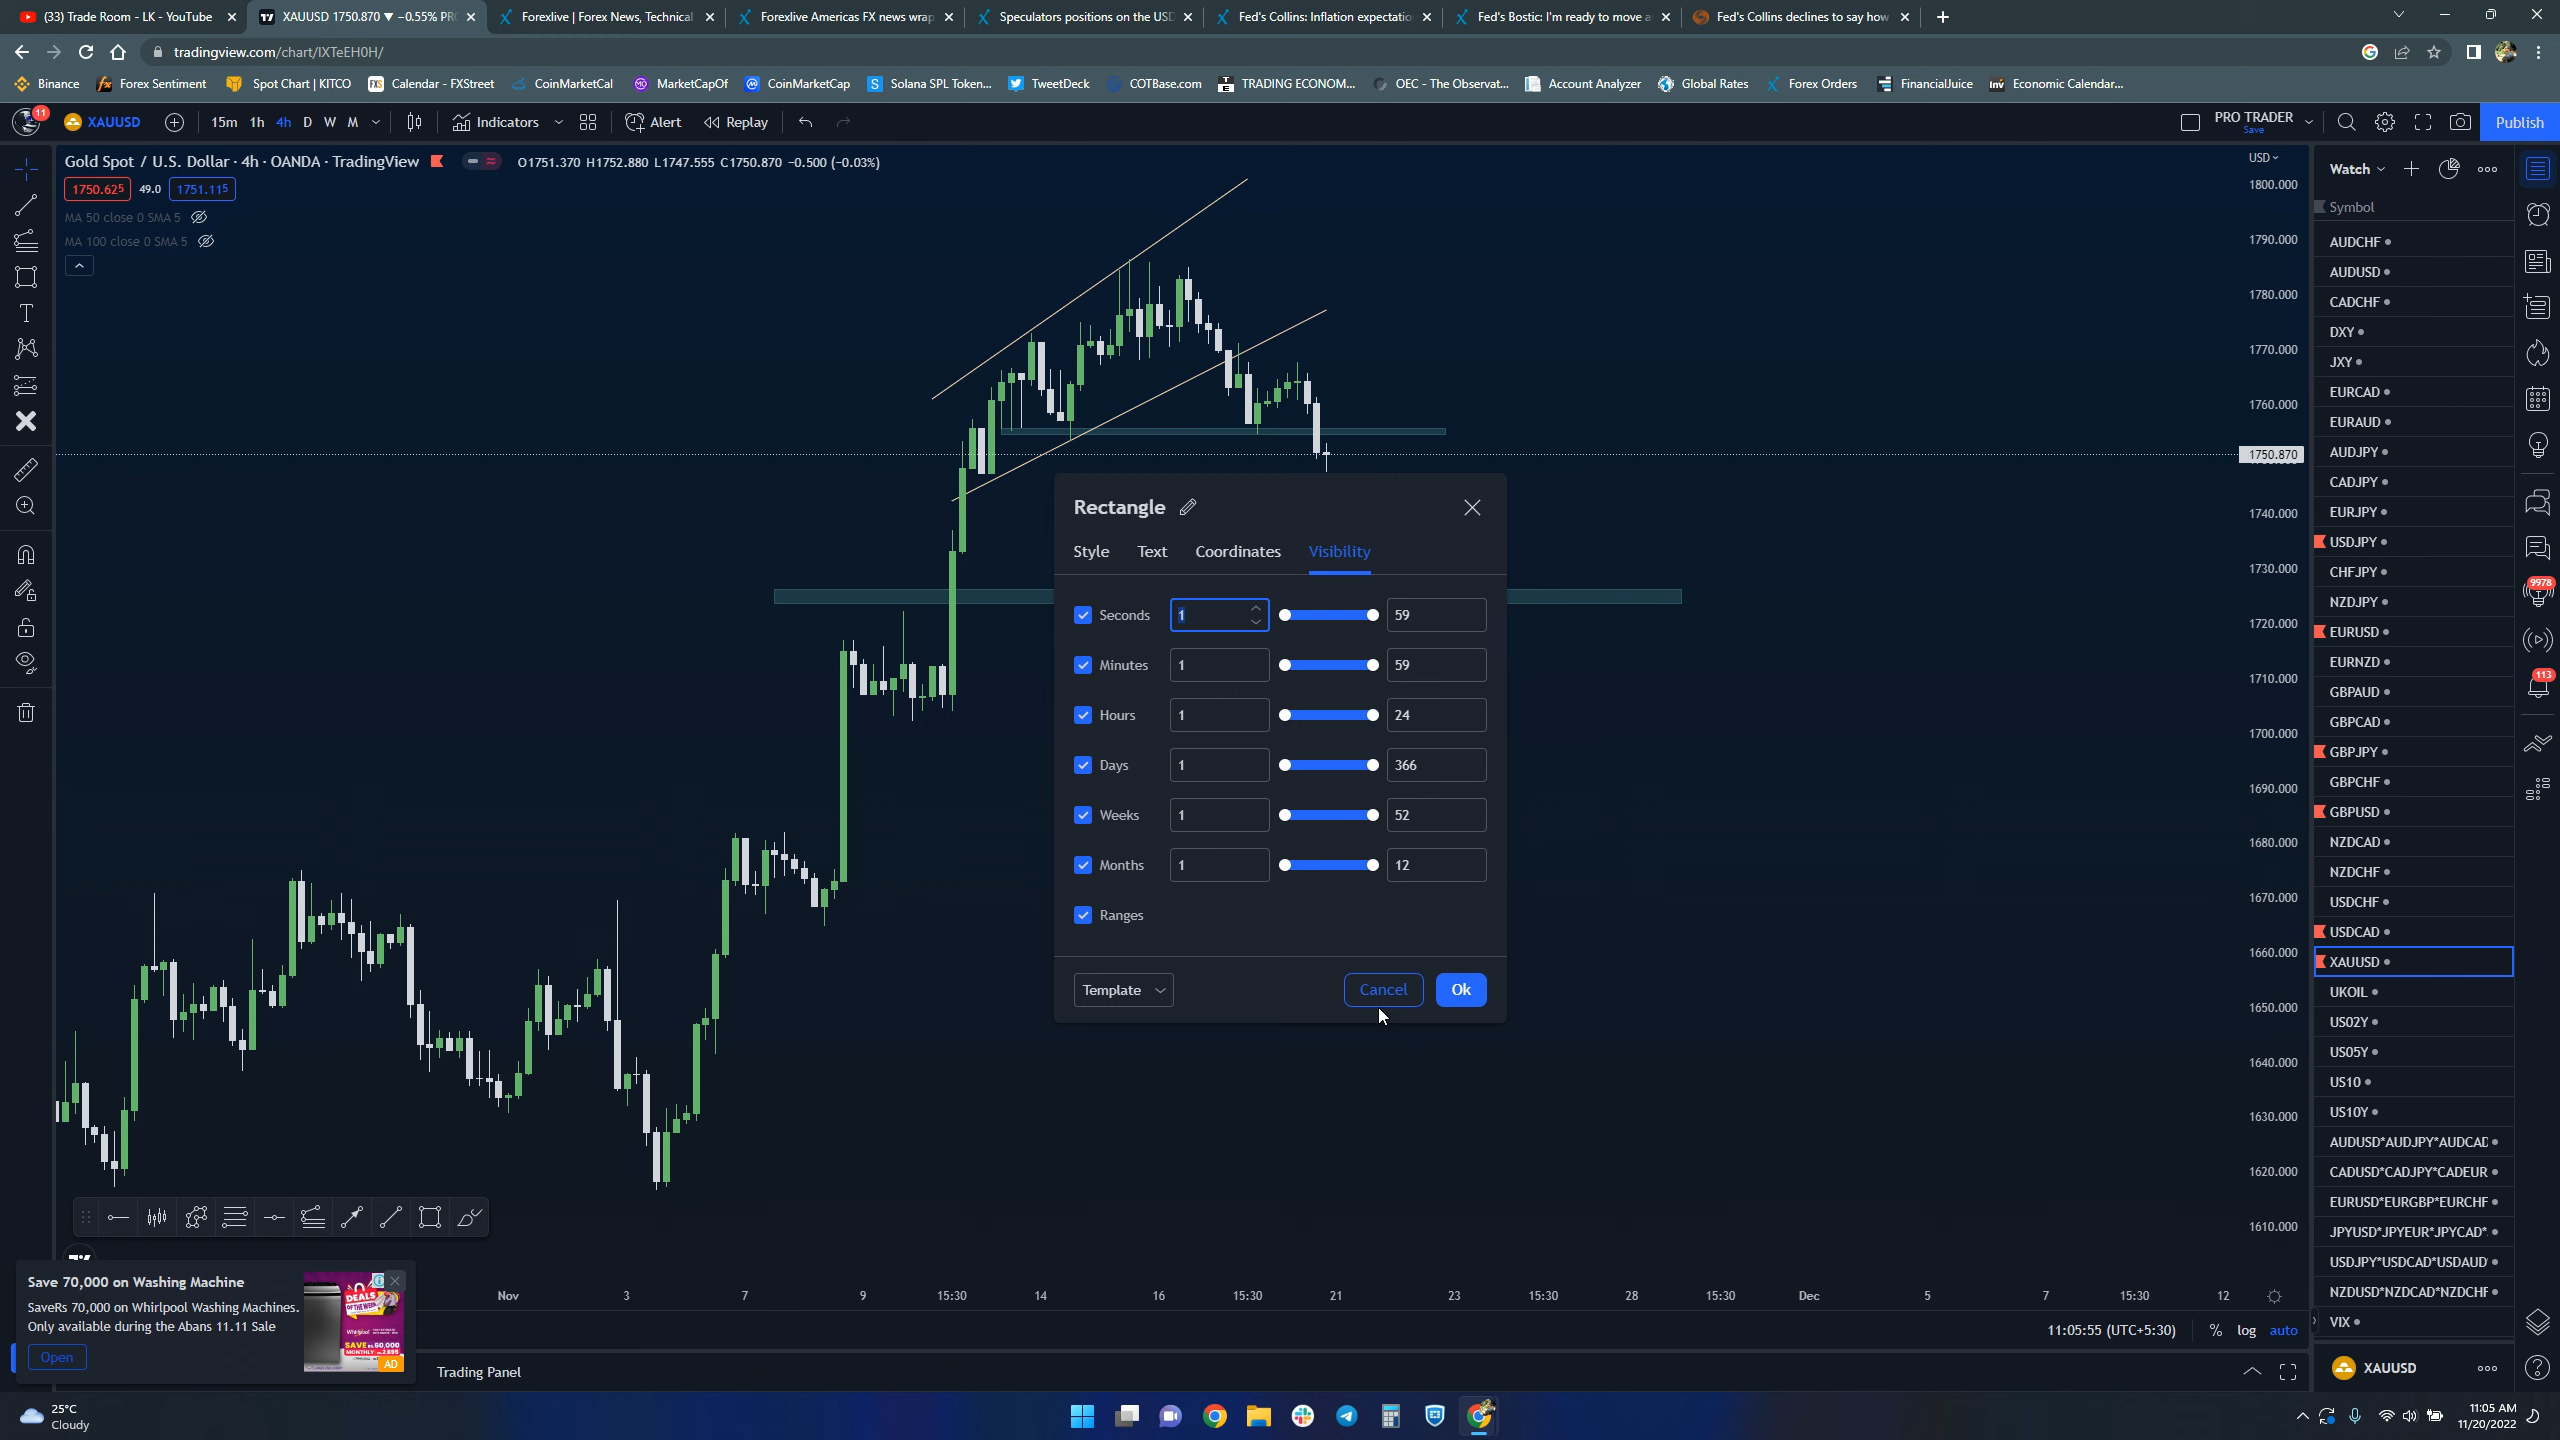 (33) Trade Room - LK - YouTube
XAUUSD 1750.870 ▼ −0.55% PR
Forexlive | Forex News, Technical
Forexlive Americas FX news wrap
Speculators positions on the USD
Fed's Collins: Inflation expectatio
Fed's Bostic: I'm ready to move a
Fed's Collins declines to say how
tradingview.com/chart/IXTeEH0H/
Binance
Forex Sentiment
Spot Chart | KITCO
Calendar - FXStreet
CoinMarketCal
MarketCapOf
CoinMarketCap
Solana SPL Token...
TweetDeck
COTBase.com
TRADING ECONOM...
OEC - The Observat...
Account Analyzer
Global Rates
Forex Orders
FinancialJuice
Economic Calendar...
11
XAUUSD
15m 1h 4h D W M
Indicators
Alert
Replay
PRO TRADER
Save
Publish
Gold Spot / U.S. Dollar · 4h · OANDA · TradingView
O1751.370 H1752.880 L1747.555 C1750.870 −0.500 (−0.03%)
1750.625 49.0 1751.115
MA 50 close 0 SMA 5
MA 100 close 0 SMA 5
USD
1800.000
1790.000
1780.000
1770.000
1760.000
1750.870
1740.000
1730.000
1720.000
1710.000
1700.000
1690.000
1680.000
1670.000
1660.000
1650.000
1640.000
1630.000
1620.000
1610.000
Rectangle
Style Text Coordinates Visibility
Seconds 1 59
Minutes 1 59
Hours 1 24
Days 1 366
Weeks 1 52
Months 1 12
Ranges
Template
Cancel
Ok
Watch
Symbol
AUDCHF
AUDUSD
CADCHF
DXY
JXY
EURCAD
EURAUD
AUDJPY
CADJPY
EURJPY
USDJPY
CHFJPY
NZDJPY
EURUSD
EURNZD
GBPAUD
GBPCAD
GBPJPY
GBPCHF
GBPUSD
NZDCAD
NZDCHF
USDCHF
USDCAD
XAUUSD
UKOIL
US02Y
US05Y
US10
US10Y
AUDUSD*AUDJPY*AUDCAD
CADUSD*CADJPY*CADEUR
EURUSD*EURGBP*EURCHF
JPYUSD*JPYEUR*JPYCAD*
USDJPY*USDCAD*USDAUD
NZDUSD*NZDCAD*NZDCHF
VIX
XAUUSD
9978
113
Nov 3 7 9 15:30 14 16 15:30 21 23 15:30 28 15:30 Dec 5 7 15:30 12
11:05:55 (UTC+5:30)
% log auto
Save 70,000 on Washing Machine
SaveRs 70,000 on Whirlpool Washing Machines.
Only available during the Abans 11.11 Sale
Open
DEALS
OF THE WEEK
Whirlpool
SAVE Rs 60,000
AD
Trading Panel
25°C
Cloudy
11:05 AM
11/20/2022